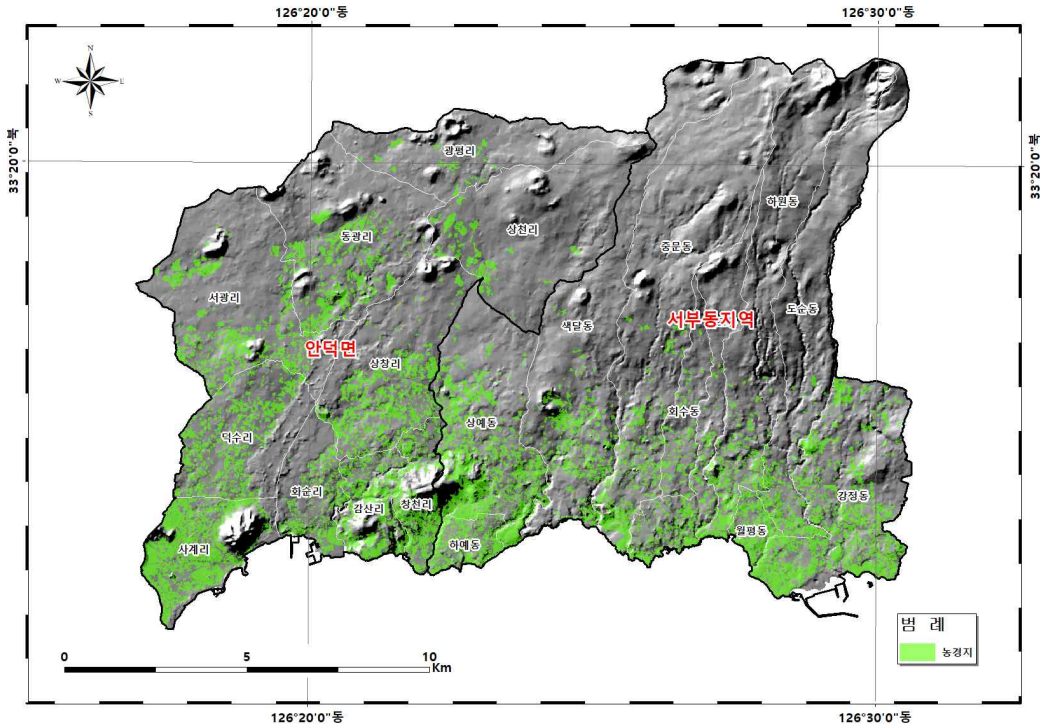 126°20'0"동
126°30'0"동
N
W
E
S
33°20'0"북
33°20'0"북
광평리
하원동
동광리
상천리
중문동
서광리
도순동
색달동
서부동지역
안덕면
상창리
회수동
상예동
덕수리
화순리
감산리
창천리
강정동
월평동
하예동
사계리
범 례
농경지
0
5
10
Km
126°20'0"동
126°30'0"동